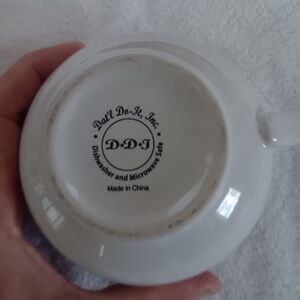 Dat'l Do-It, Inc.
D·D·I
Dishwasher and Microwave Safe
Made in China